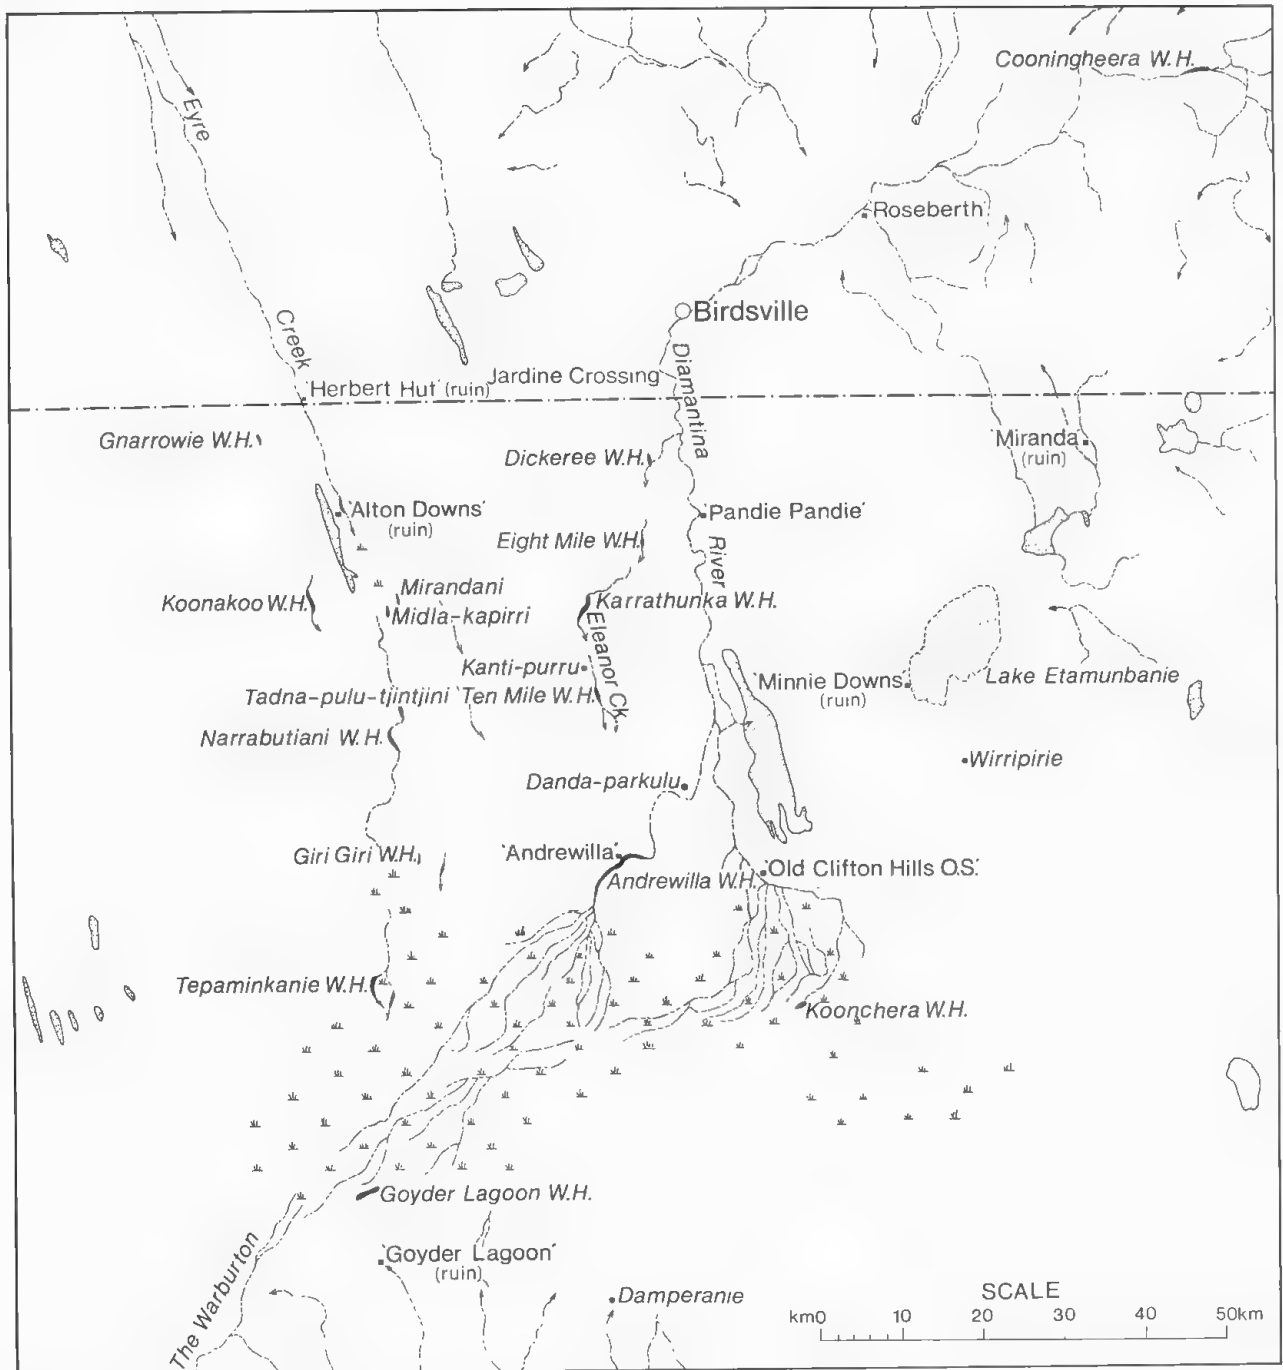 Cooningheera W.H.
Eyre
'Roseberth'
Birdsville
Creek
Diamantina
'Herbert Hut' (ruin)
Jardine Crossing
Gnarrowie W.H.
Dickeree W.H.
'Miranda'
(ruin)
'Alton Downs'
(ruin)
'Pandie Pandie'
Eight Mile W.H.
River
Koonakoo W.H.
Mirandani
Midla-kapirri
Karrathunka W.H.
Eleanor Ck
Kanti-purru
'Minnie Downs'
(ruin)
Lake Etamunbanie
Tadna-pulu-tjintjini
Ten Mile W.H.
Narrabutiani W.H.
Wirripirie
Danda-parkulu
Giri Giri W.H.
'Andrewilla'
Andrewilla W.H.
'Old Clifton Hills O.S.'
Tepaminkanie W.H.
Koonchera W.H.
Goyder Lagoon W.H.
The Warburton
'Goyder Lagoon'
(ruin)
Damperanie
SCALE
km0 10 20 30 40 50km